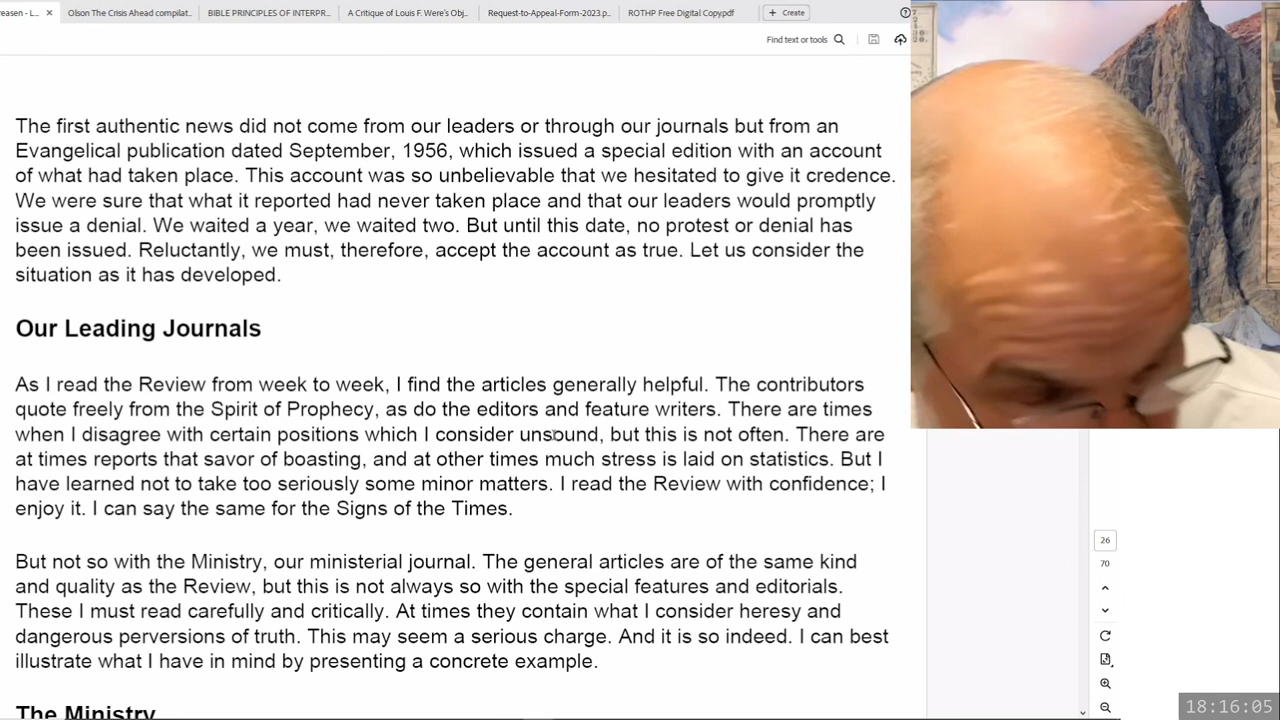 reasen - L...
Olson The Crisis Ahead compilat..
BIBLE PRINCIPLES OF INTERPR...
A Critique of Louis F. Were's Obj..
Request-to-Appeal-Form-2023.p..
ROTHP Free Digital Copy.pdf
Create
Find text or tools
The first authentic news did not come from our leaders or through our journals but from an
Evangelical publication dated September, 1956, which issued a special edition with an account
of what had taken place. This account was so unbelievable that we hesitated to give it credence.
We were sure that what it reported had never taken place and that our leaders would promptly
issue a denial. We waited a year, we waited two. But until this date, no protest or denial has
been issued. Reluctantly, we must, therefore, accept the account as true. Let us consider the
situation as it has developed.
Our Leading Journals
As I read the Review from week to week, I find the articles generally helpful. The contributors
quote freely from the Spirit of Prophecy, as do the editors and feature writers. There are times
when I disagree with certain positions which I consider unsound, but this is not often. There are
at times reports that savor of boasting, and at other times much stress is laid on statistics. But I
have learned not to take too seriously some minor matters. I read the Review with confidence; I
enjoy it. I can say the same for the Signs of the Times.
But not so with the Ministry, our ministerial journal. The general articles are of the same kind
and quality as the Review, but this is not always so with the special features and editorials.
These I must read carefully and critically. At times they contain what I consider heresy and
dangerous perversions of truth. This may seem a serious charge. And it is so indeed. I can best
illustrate what I have in mind by presenting a concrete example.
The Ministry
26
70
18:16:05